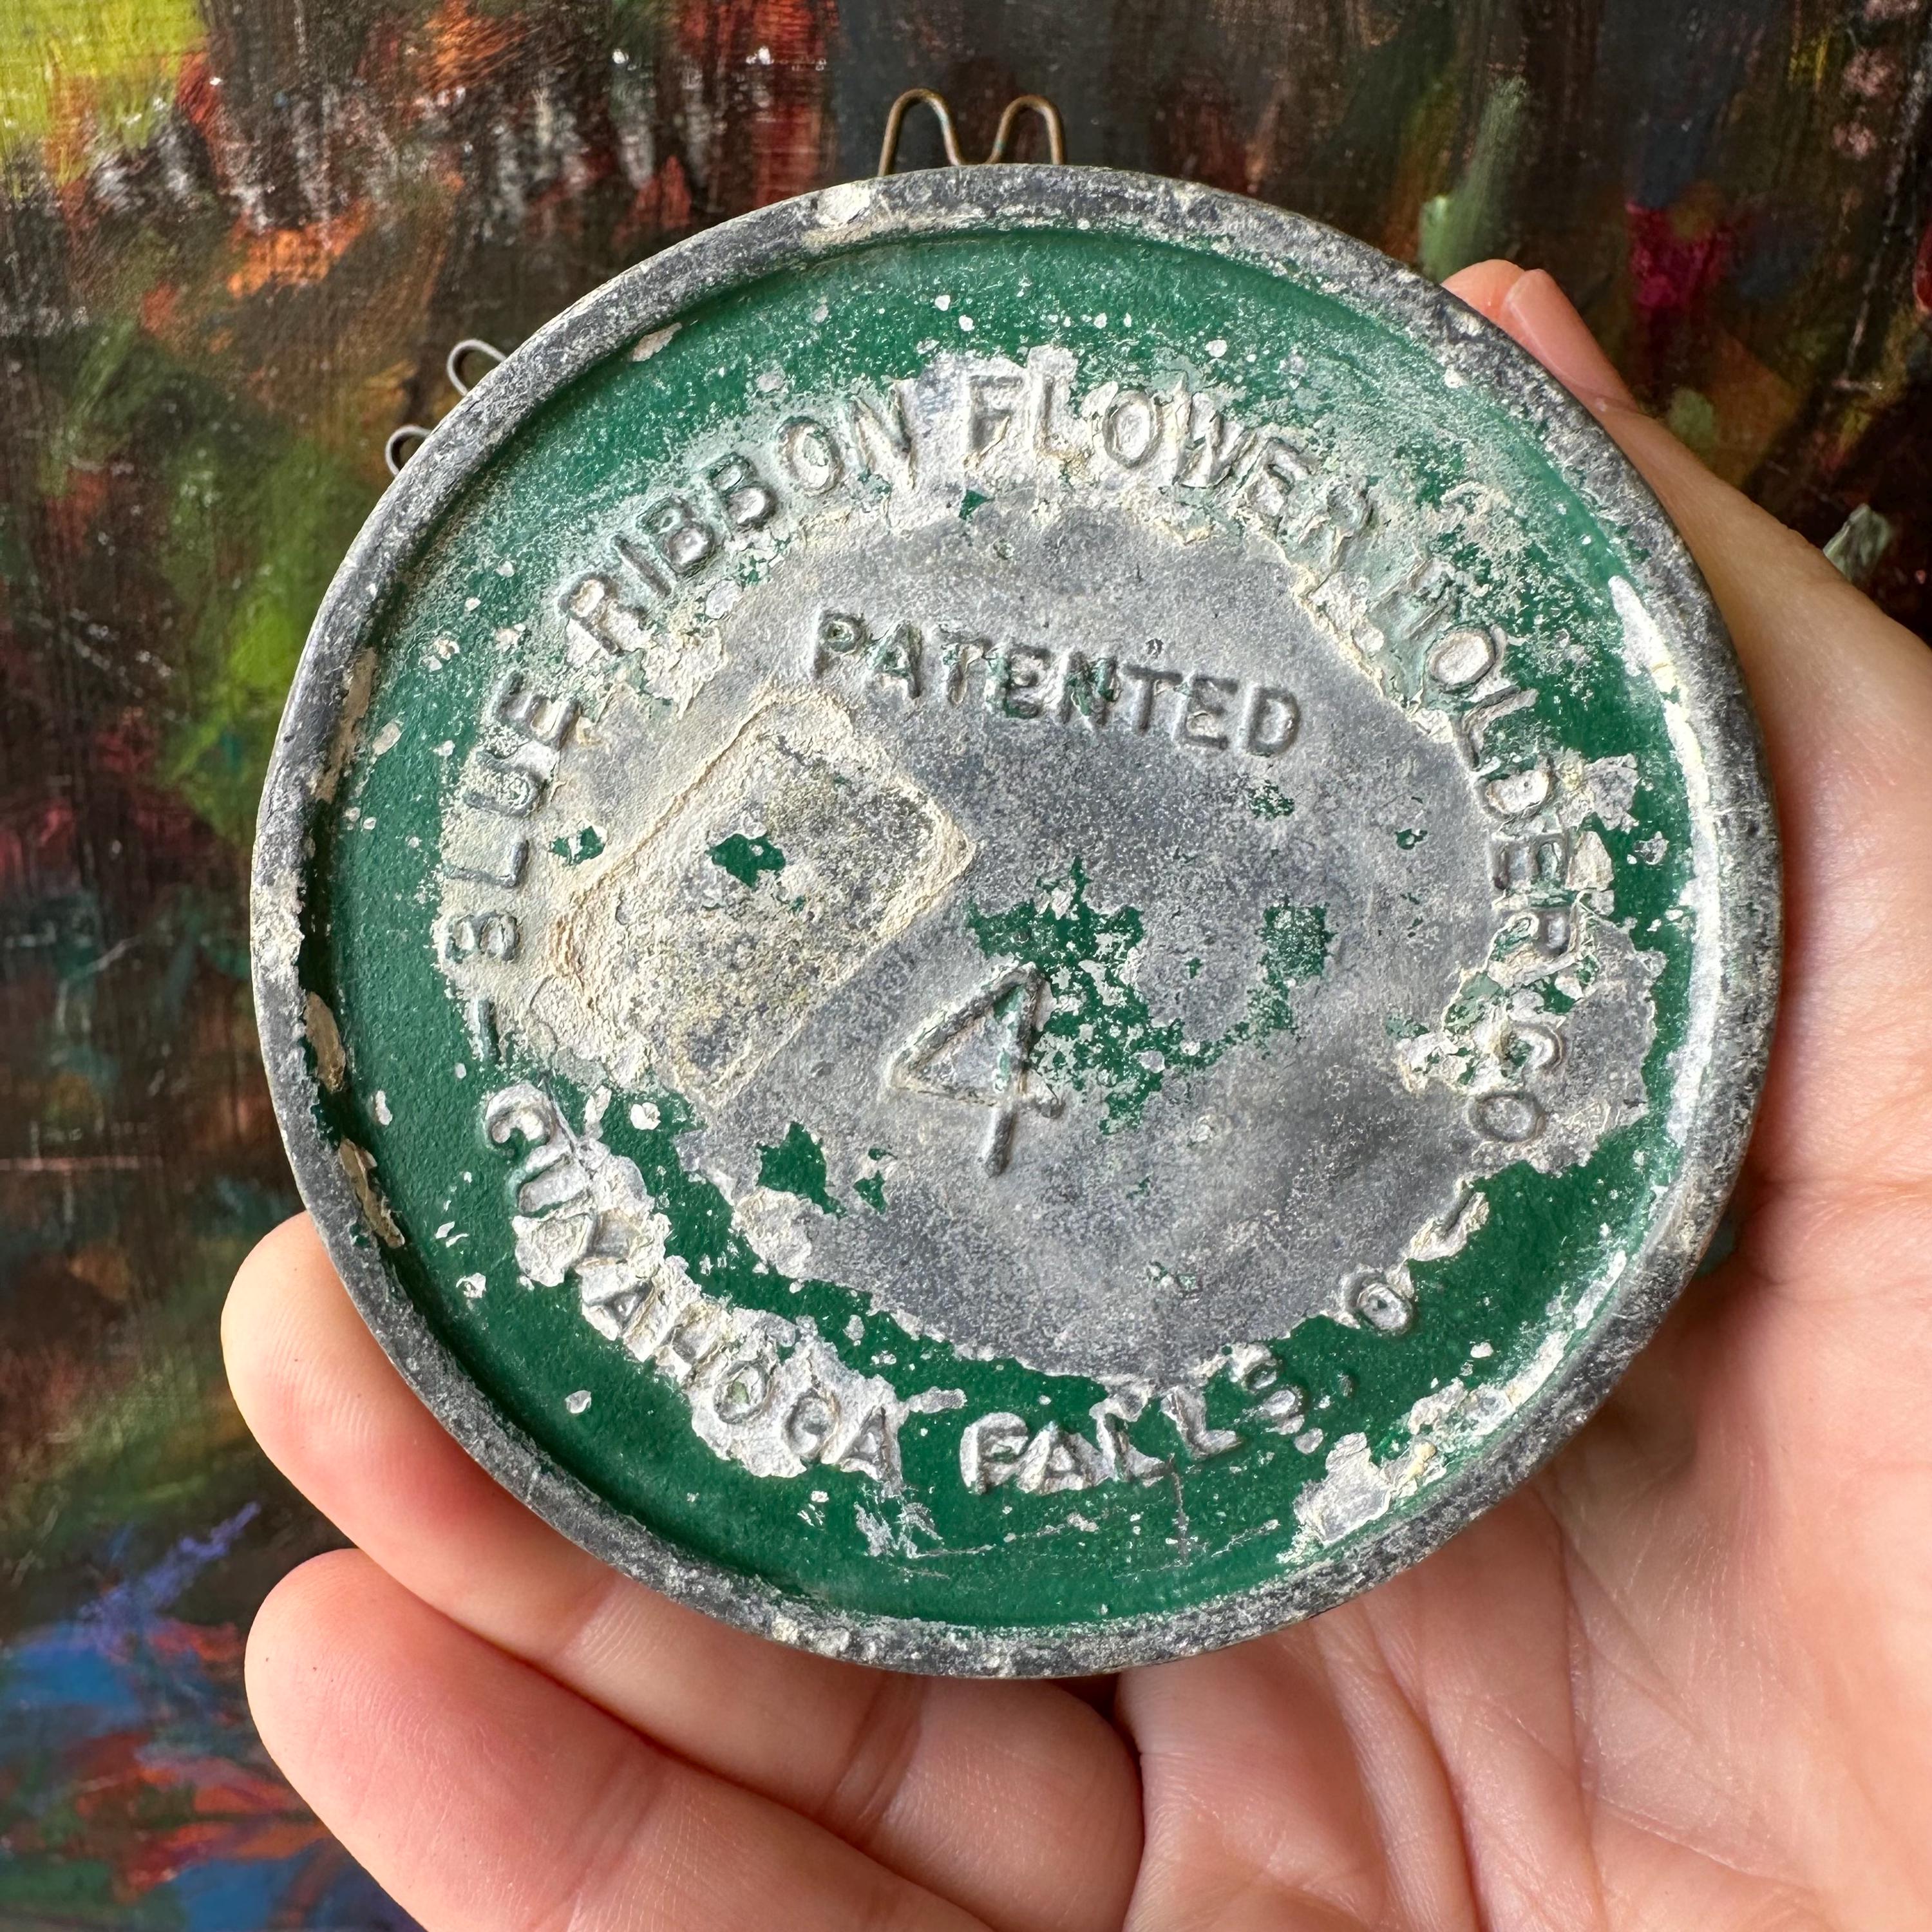 -BLUE RIBBON FLOWER HOLDER CO-
PATENTED
4
CUYAHOGA FALLS. O.